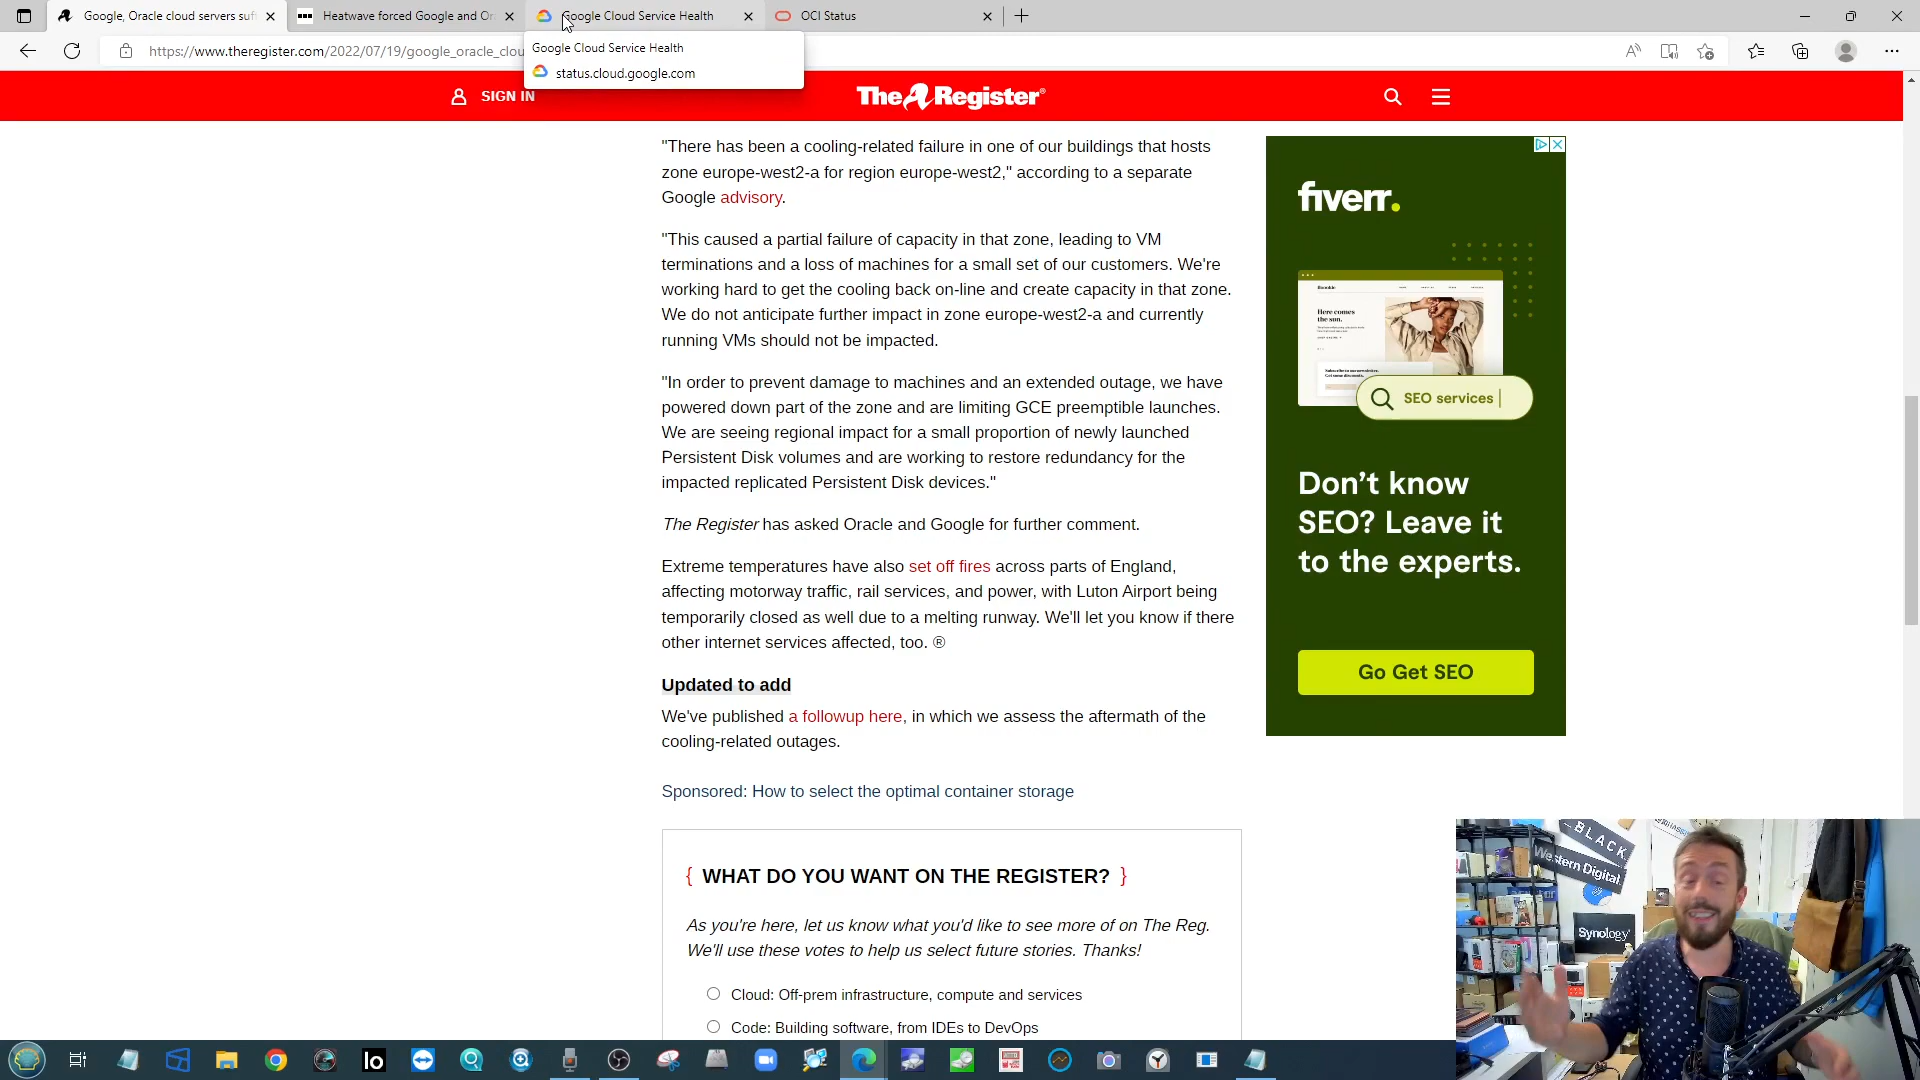 Google, Oracle cloud servers suf
Heatwave forced Google and Or
Google Cloud Service Health
OCI Status
https://www.theregister.com/2022/07/19/google_oracle_clou
Google Cloud Service Health
status.cloud.google.com
SIGN IN
The Register®
"There has been a cooling-related failure in one of our buildings that hosts
zone europe-west2-a for region europe-west2," according to a separate
Google advisory.
"This caused a partial failure of capacity in that zone, leading to VM
terminations and a loss of machines for a small set of our customers. We're
working hard to get the cooling back on-line and create capacity in that zone.
We do not anticipate further impact in zone europe-west2-a and currently
running VMs should not be impacted.
"In order to prevent damage to machines and an extended outage, we have
powered down part of the zone and are limiting GCE preemptible launches.
We are seeing regional impact for a small proportion of newly launched
Persistent Disk volumes and are working to restore redundancy for the
impacted replicated Persistent Disk devices."
The Register has asked Oracle and Google for further comment.
Extreme temperatures have also set off fires across parts of England,
affecting motorway traffic, rail services, and power, with Luton Airport being
temporarily closed as well due to a melting runway. We'll let you know if there
other internet services affected, too. ®
Updated to add
We've published a followup here, in which we assess the aftermath of the
cooling-related outages.
Sponsored: How to select the optimal container storage
{ WHAT DO YOU WANT ON THE REGISTER? }
As you're here, let us know what you'd like to see more of on The Reg.
We'll use these votes to help us select future stories. Thanks!
Cloud: Off-prem infrastructure, compute and services
Code: Building software, from IDEs to DevOps
fiverr.
Here comes
the sun.
SEO services
Don't know
SEO? Leave it
to the experts.
Go Get SEO
BLACK
Western Digital
Synology
Io